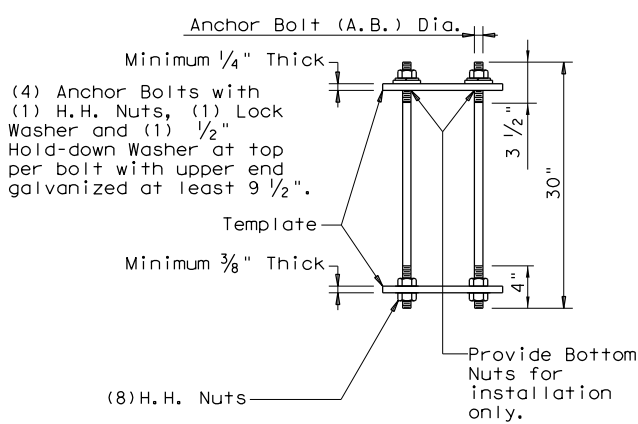 Anchor Bolt (A.B.) Dia.
Minimum 1/4" Thick
(4) Anchor Bolts with
(1) H.H. Nuts, (1) Lock
Washer and (1) 1/2"
Hold-down Washer at top
per bolt with upper end
galvanized at least 9 1/2".
3 1/2"
30"
Template
Minimum 3/8" Thick
4"
Provide Bottom
Nuts for
installation
only.
(8)H.H. Nuts